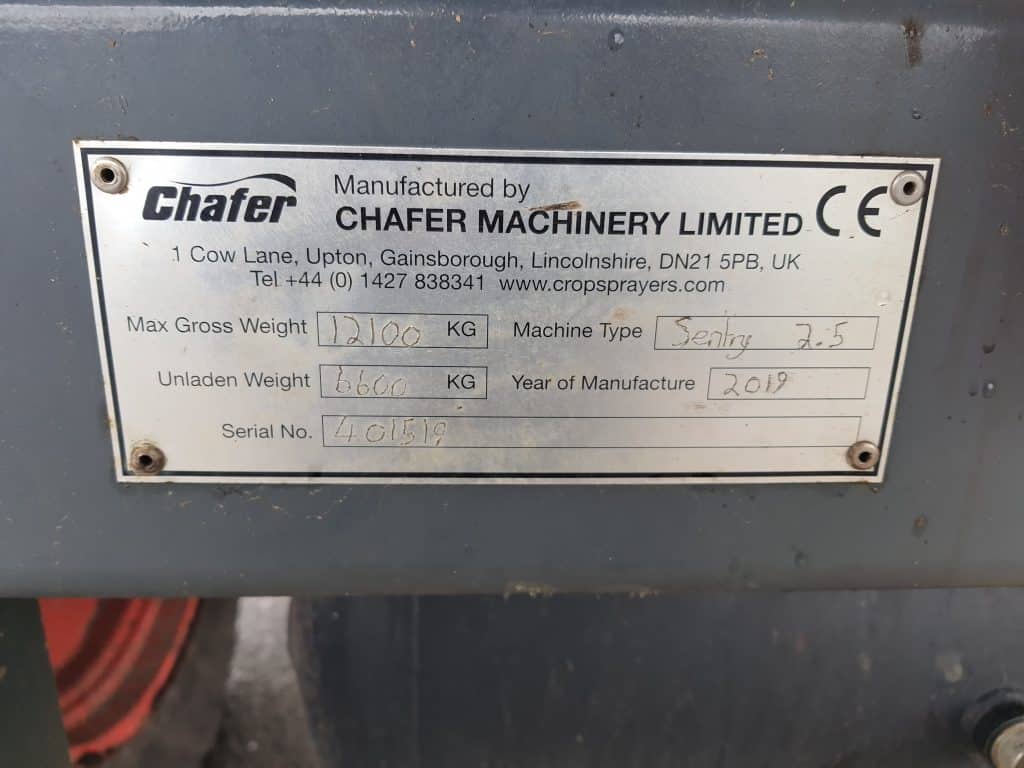 Chafer
Manufactured by
CHAFER MACHINERY LIMITED CE
1 Cow Lane, Upton, Gainsborough, Lincolnshire, DN21 5PB, UK
Tel +44 (0) 1427 838341 www.cropsprayers.com
Max Gross Weight 12100 KG Machine Type Sentry 2.5
Unladen Weight 6600 KG Year of Manufacture 2019
Serial No. 401519